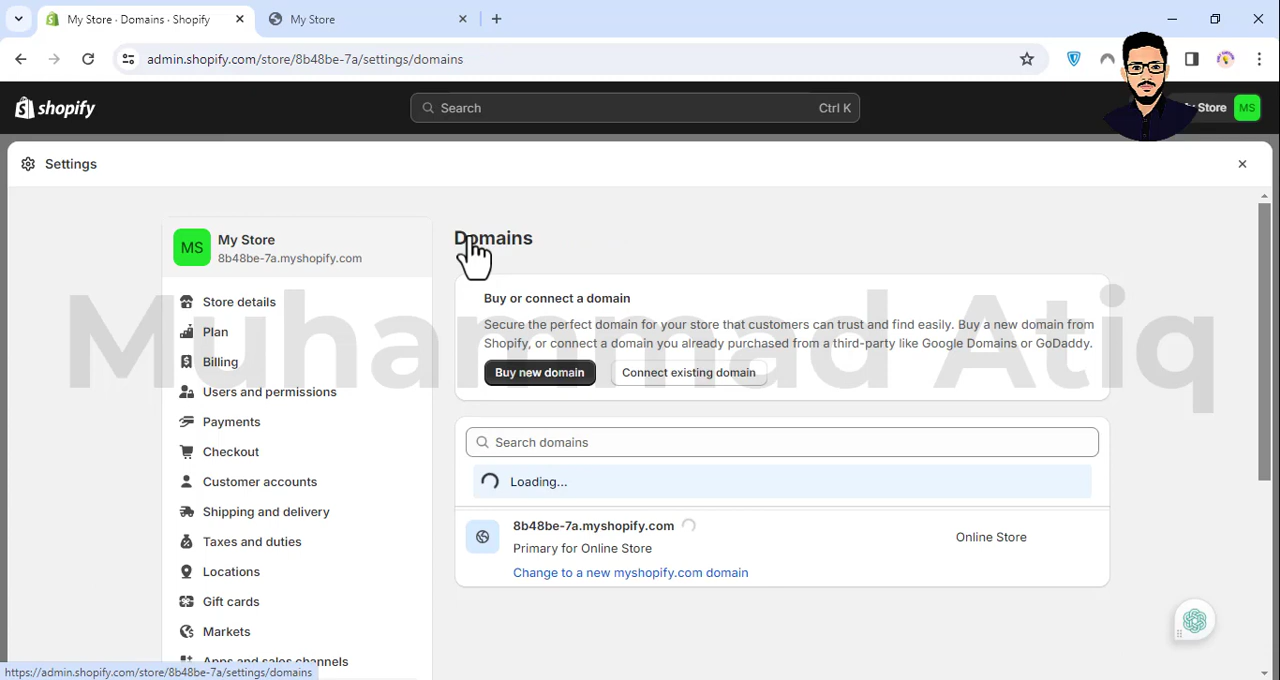 My Store · Domains · Shopify
My Store
admin.shopify.com/store/8b48be-7a/settings/domains
shopify
Search
Ctrl K
Store
MS
Settings
MS
My Store
8b48be-7a.myshopify.com
Store details
Plan
Billing
Users and permissions
Payments
Checkout
Customer accounts
Shipping and delivery
Taxes and duties
Locations
Gift cards
Markets
Apps and sales channels
Domains
Buy or connect a domain
Secure the perfect domain for your store that customers can trust and find easily. Buy a new domain from
Shopify, or connect a domain you already purchased from a third-party like Google Domains or GoDaddy.
Buy new domain
Connect existing domain
Search domains
Loading...
8b48be-7a.myshopify.com
Primary for Online Store
Online Store
Change to a new myshopify.com domain
Muhammad Atiq
https://admin.shopify.com/store/8b48be-7a/settings/domains